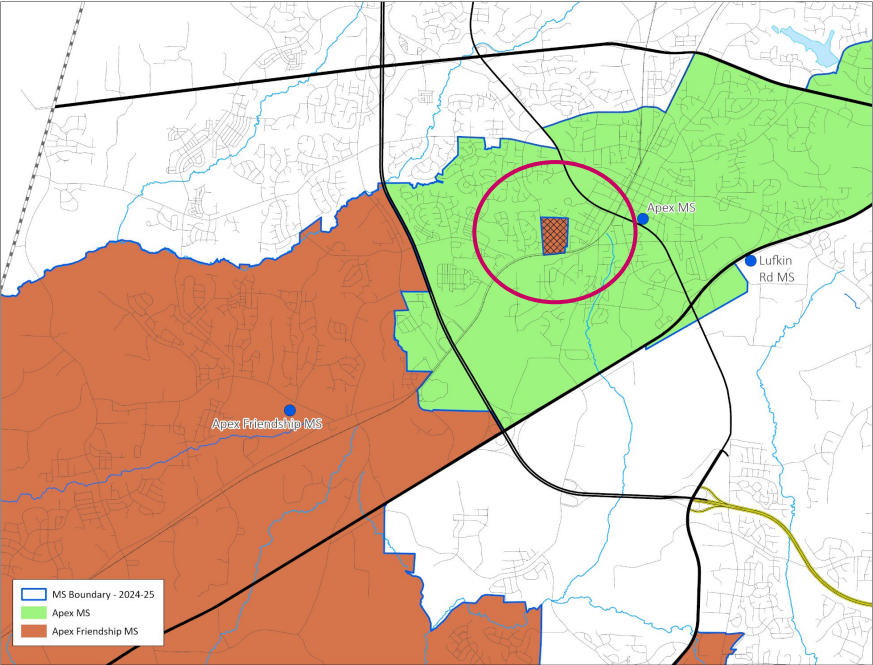 Apex MS
Lufkin
Rd MS
Apex Friendship MS
MS Boundary - 2024-25
Apex MS
Apex Friendship MS